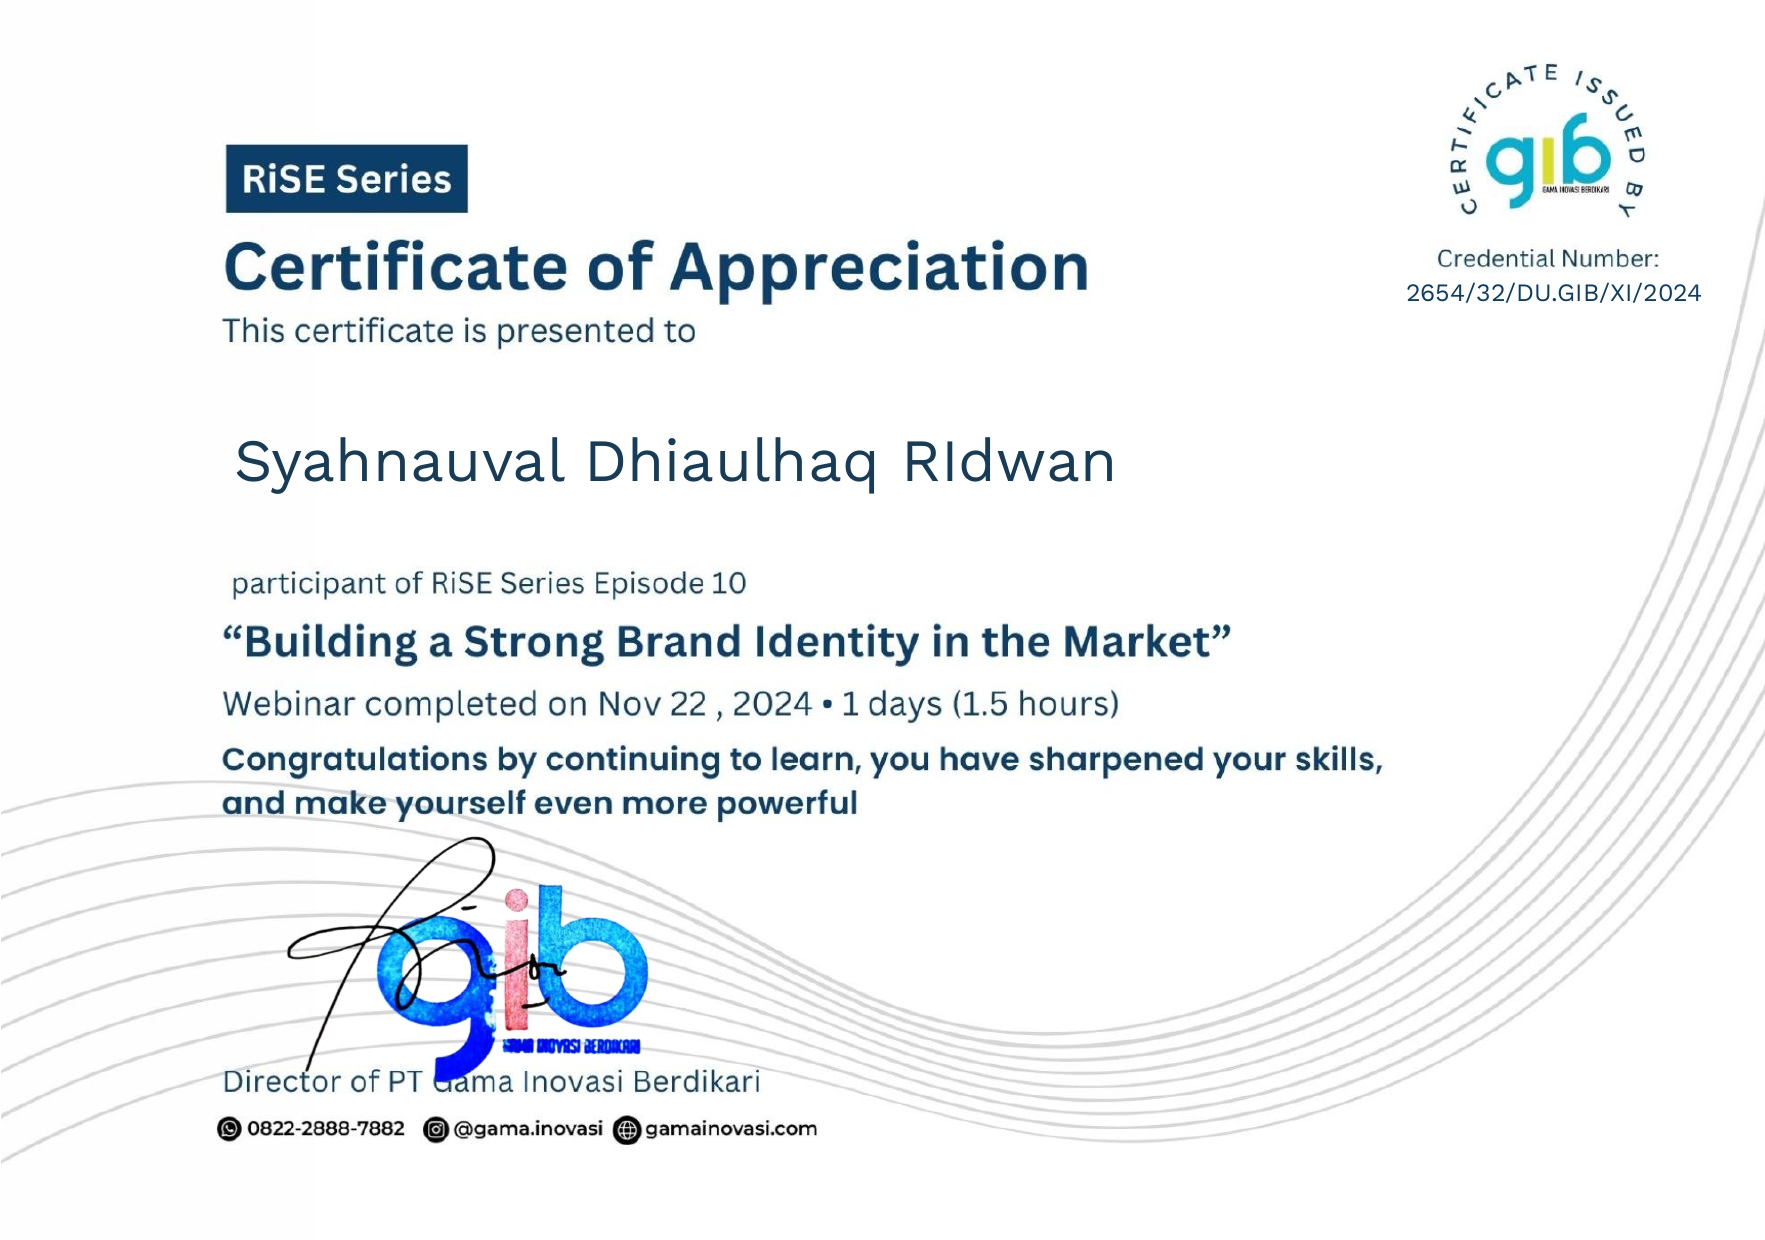 CERTIFICATE ISSUED BY
gib
GAMA INOVASI BERDIKARI
Credential Number:
2654/32/DU.GIB/XI/2024
RiSE Series
Certificate of Appreciation
This certificate is presented to
Syahnauval Dhiaulhaq RIdwan
participant of RiSE Series Episode 10
“Building a Strong Brand Identity in the Market”
Webinar completed on Nov 22 , 2024 • 1 days (1.5 hours)
Congratulations by continuing to learn, you have sharpened your skills,
and make yourself even more powerful
gib
GAMA INOVASI BERDIKARI
Director of PT Gama Inovasi Berdikari
0822-2888-7882 @gama.inovasi gamainovasi.com